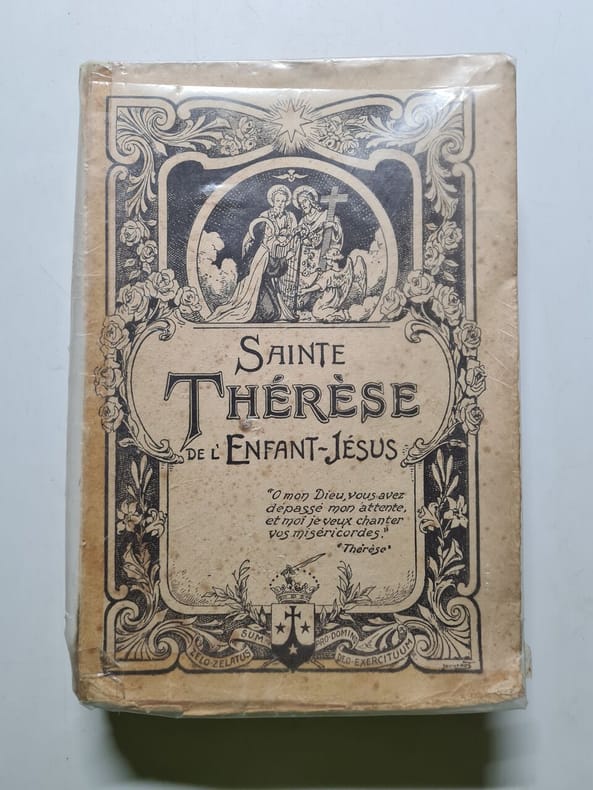 SAINTE
THÉRÈSE
DE L'ENFANT-JÉSUS
"O mon Dieu, vous avez
dépassé mon attente,
et moi je veux chanter
vos miséricordes."
"Thérèse"
ZELO·ZELATUS SUM PRO·DOMINO DEO·EXERCITUUM